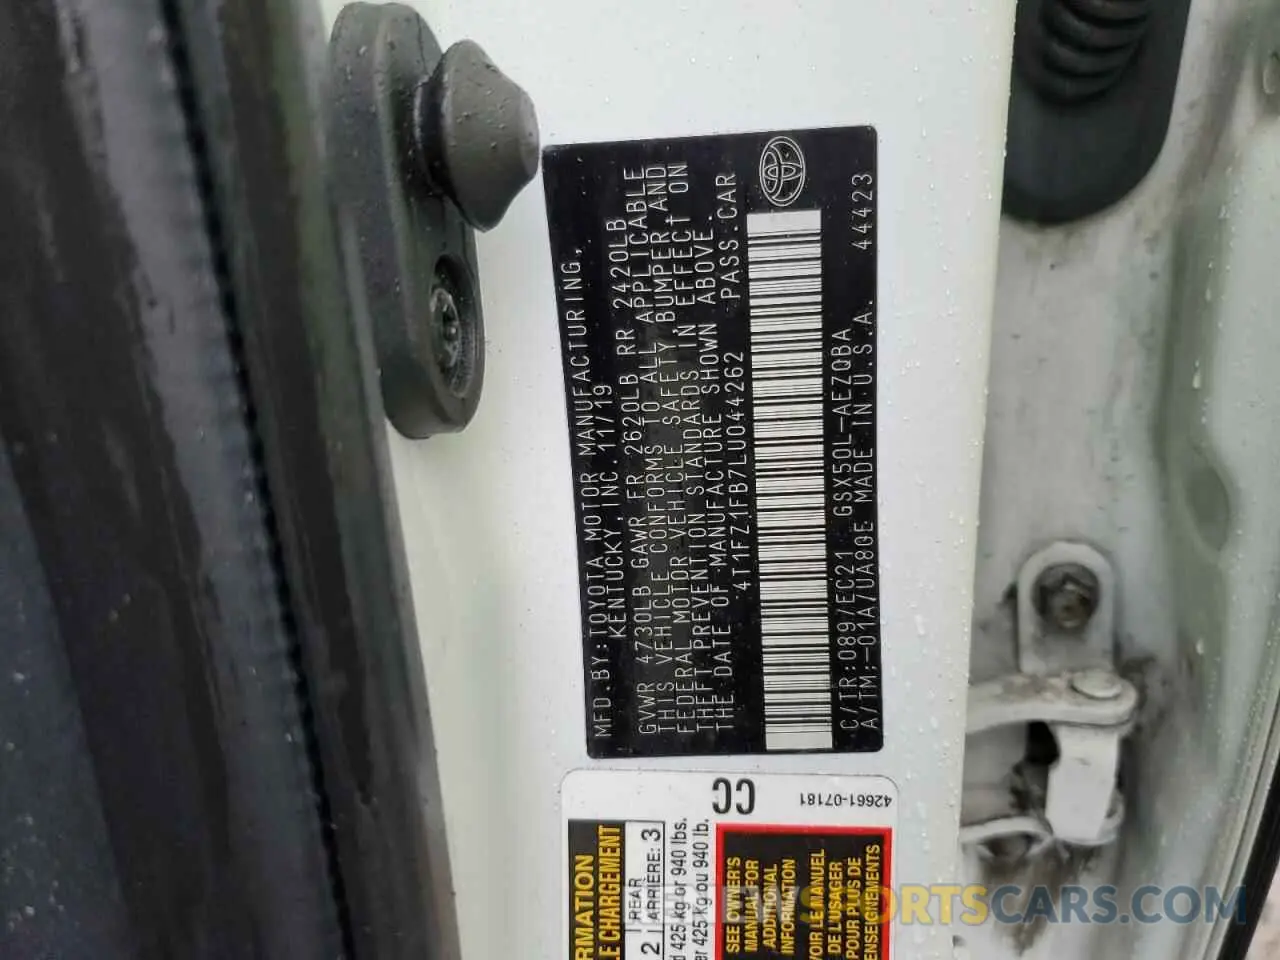 MFD.BY:TOYOTA MOTOR MANUFACTURING,
KENTUCKY,INC. 11/19
GVWR 4730LB GAWR FR 2620LB RR 2420LB
THIS VEHICLE CONFORMS TO ALL APPLICABLE
FEDERAL MOTOR VEHICLE SAFETY,BUMPER,AND
THEFT PREVENTION STANDARDS IN EFFECT ON
THE DATE OF MANUFACTURE SHOWN ABOVE.
4T1FZ1FB7LU044262 PASS.CAR
C/TR:089/EC21 GSX50L-AEZQBA 44423
A/TM:-01A/UA80E MADE IN U.S.A.
CC
42661-07181
2 REAR
ARRIÈRE: 3
425 kg or 940 lbs.
425 kg ou 940 lb.
SEE OWNER'S
MANUAL FOR
ADDITIONAL
INFORMATION
VOIR LE MANUEL
DE L'USAGER
POUR PLUS DE
CHARGEMENT
SPORTSCARS.COM